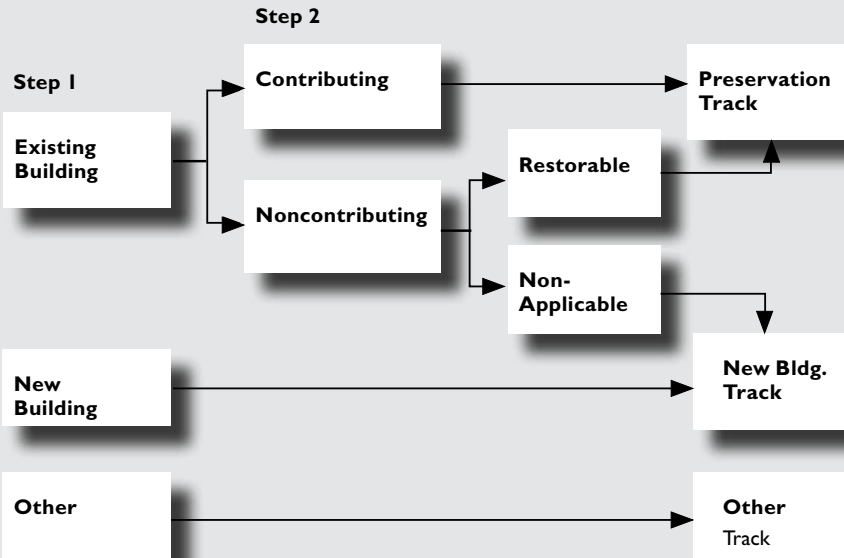 Step 2
Step 1
Contributing
Preservation
Track
Existing
Building
Restorable
Noncontributing
Non-
Applicable
New Bldg.
Track
New
Building
Other
Other
Track